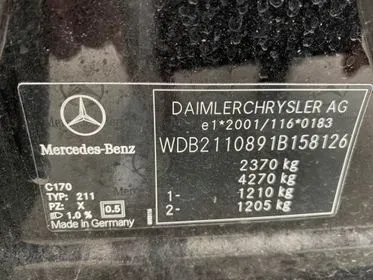 DAIMLERCHRYSLER AG
e1*2001/116*0183
WDB2110891B158126
2370 kg
4270 kg
1- 1210 kg
2- 1205 kg
Mercedes-Benz
C170
TYP: 211
PZ: X
1.0 % 0.5
Made in Germany